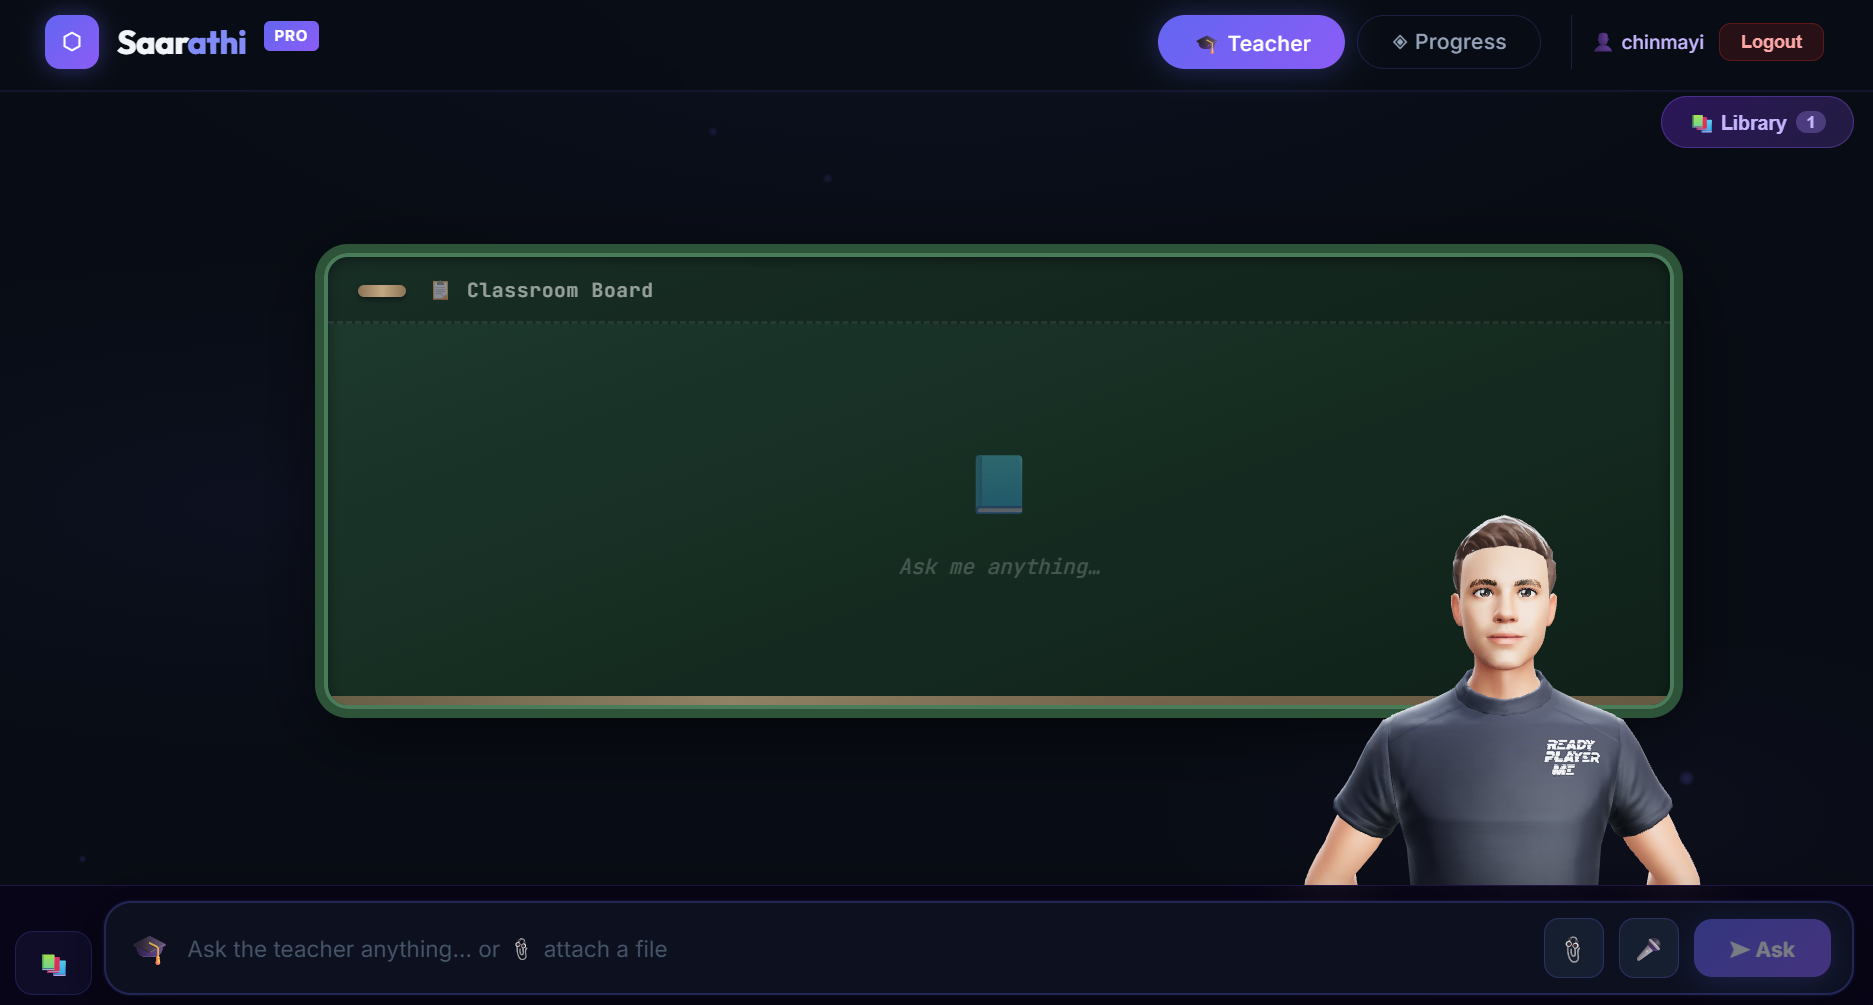 Saarathi PRO
Teacher
Progress
chinmayi
Logout
Library 1
Classroom Board
Ask me anything…
READY
PLAYER
ME
Ask the teacher anything... or attach a file
Ask